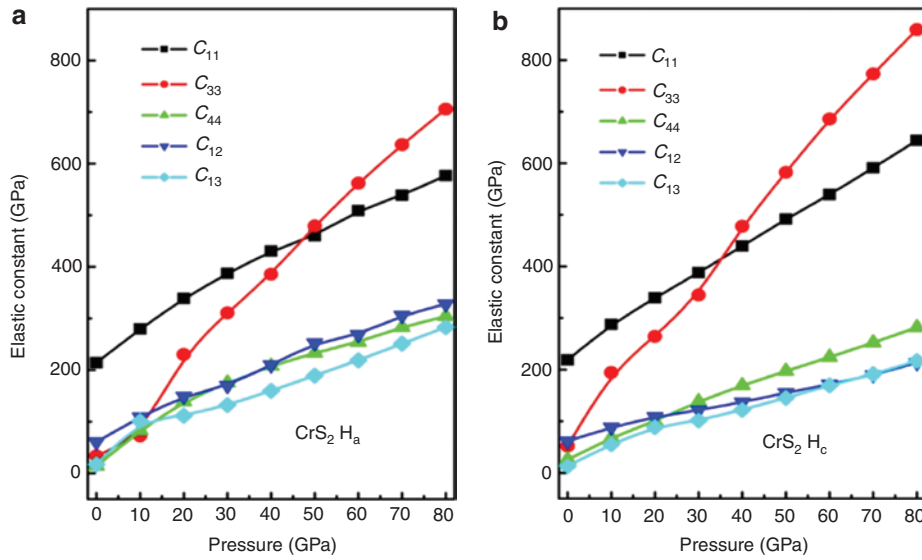 a
Elastic constant (GPa)
800
600
400
200
0
C₁₁
C₃₃
C₄₄
C₁₂
C₁₃
CrS₂ Hₐ
0 10 20 30 40 50 60 70 80
Pressure (GPa)
b
Elastic constant (GPa)
800
600
400
200
0
C₁₁
C₃₃
C₄₄
C₁₂
C₁₃
CrS₂ H꜀
0 10 20 30 40 50 60 70 80
Pressure (GPa)